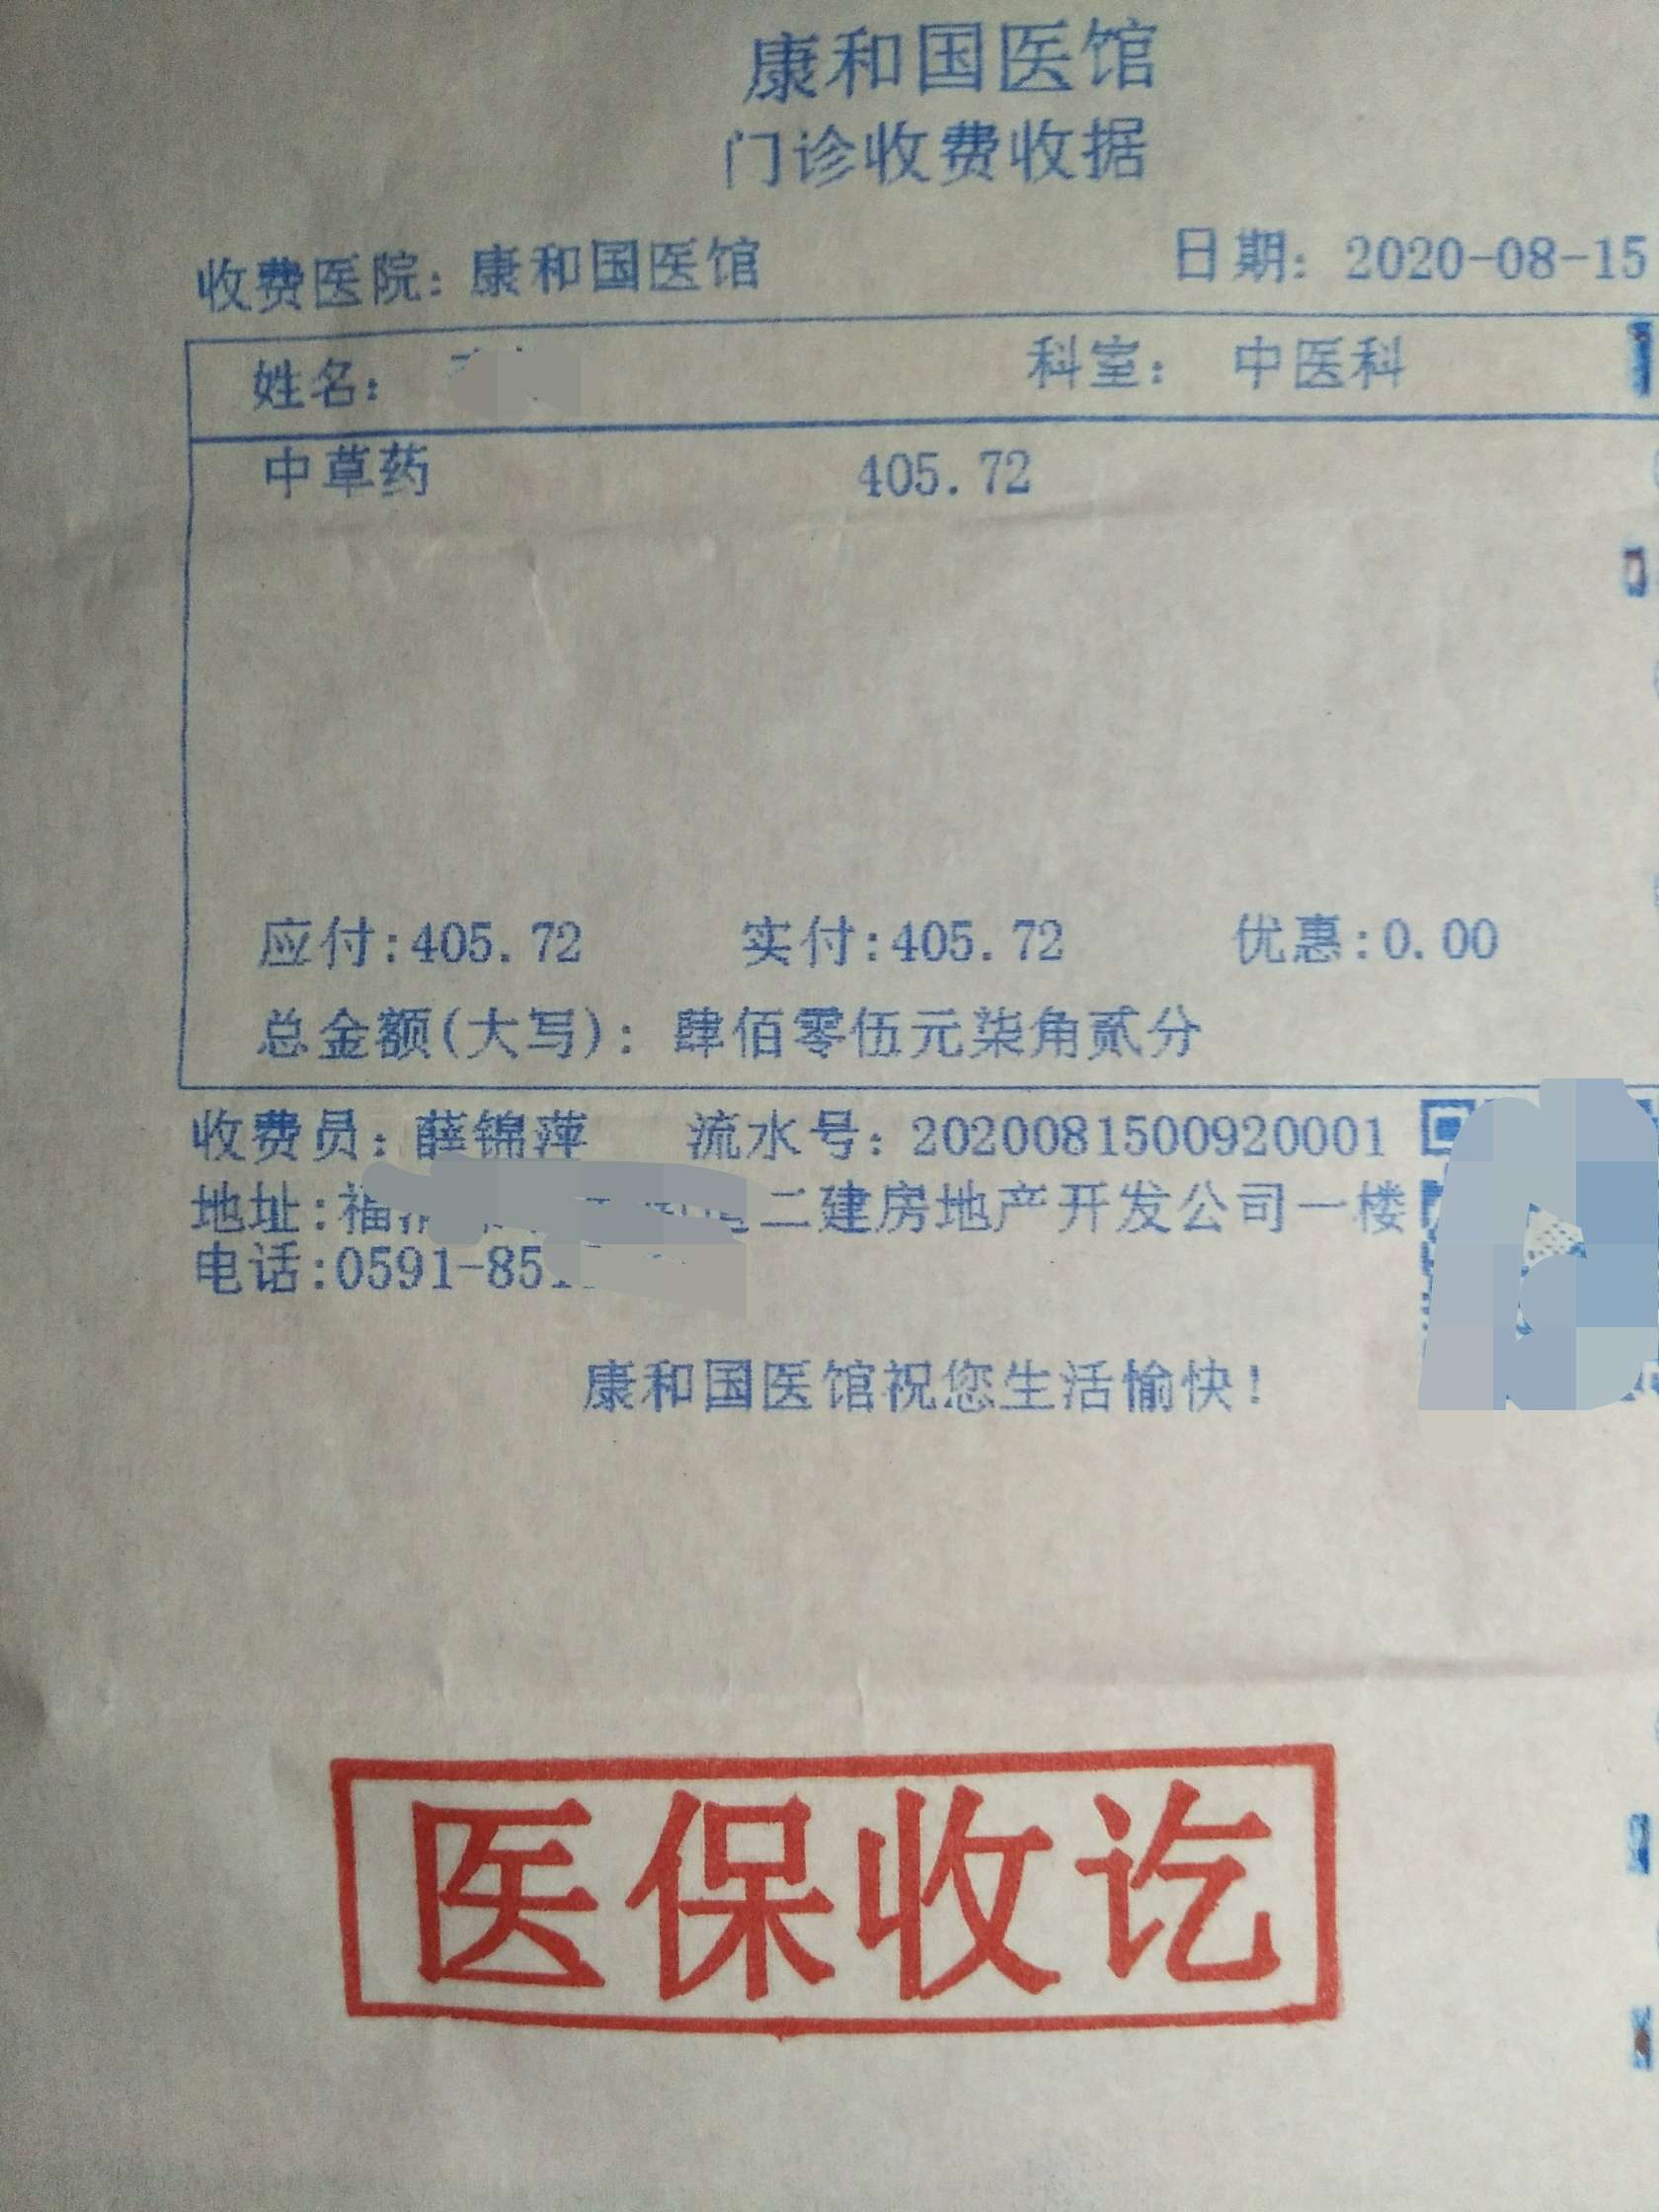 康和国医馆
门诊收费收据
收费医院：康和国医馆 日期：2020-08-15
姓名： 科室： 中医科
中草药 405.72
应付:405.72 实付:405.72 优惠:0.00
总金额(大写)：肆佰零伍元柒角贰分
收费员：薛锦萍 流水号：2020081500920001
地址:福 二建房地产开发公司一楼
电话:0591-851
康和国医馆祝您生活愉快！
医保收讫